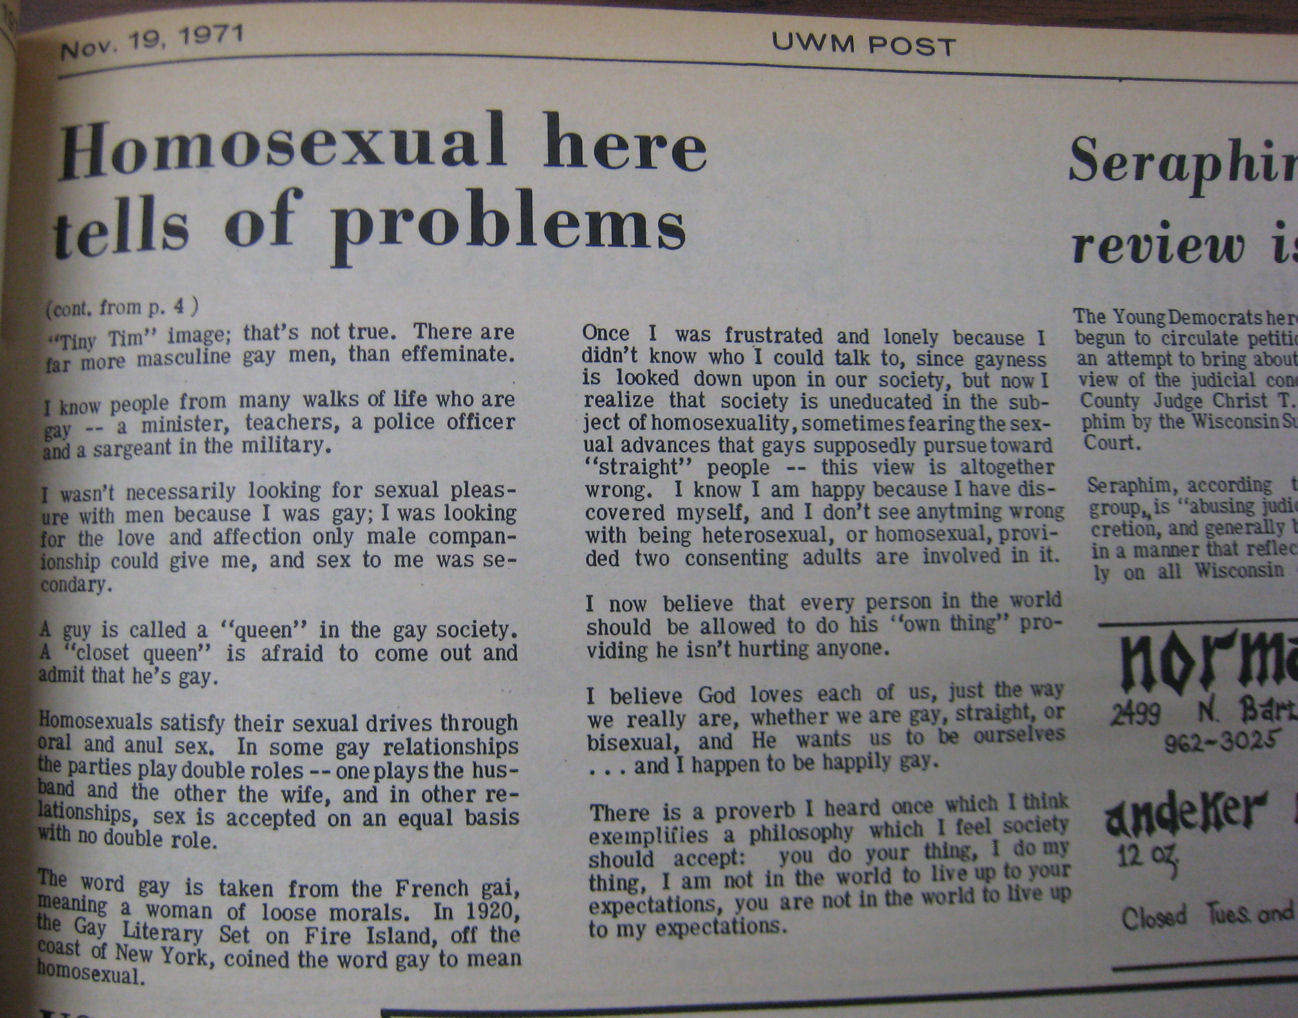 Nov. 19, 1971
UWM POST
Homosexual here
tells of problems
(cont. from p. 4 )
"Tiny Tim" image; that's not true. There are
far more masculine gay men, than effeminate.
I know people from many walks of life who are
gay -- a minister, teachers, a police officer
and a sargeant in the military.
I wasn't necessarily looking for sexual pleas-
ure with men because I was gay; I was looking
for the love and affection only male compan-
ionship could give me, and sex to me was se-
condary.
A guy is called a "queen" in the gay society.
A "closet queen" is afraid to come out and
admit that he's gay.
Homosexuals satisfy their sexual drives through
oral and anul sex. In some gay relationships
the parties play double roles -- one plays the hus-
band and the other the wife, and in other re-
lationships, sex is accepted on an equal basis
with no double role.
The word gay is taken from the French gai,
meaning a woman of loose morals. In 1920,
the Gay Literary Set on Fire Island, off the
coast of New York, coined the word gay to mean
homosexual.
Once I was frustrated and lonely because I
didn't know who I could talk to, since gayness
is looked down upon in our society, but now I
realize that society is uneducated in the sub-
ject of homosexuality, sometimes fearing the sex-
ual advances that gays supposedly pursue toward
"straight" people -- this view is altogether
wrong. I know I am happy because I have dis-
covered myself, and I don't see anytming wrong
with being heterosexual, or homosexual, provi-
ded two consenting adults are involved in it.
I now believe that every person in the world
should be allowed to do his "own thing" pro-
viding he isn't hurting anyone.
I believe God loves each of us, just the way
we really are, whether we are gay, straight, or
bisexual, and He wants us to be ourselves
. . . and I happen to be happily gay.
There is a proverb I heard once which I think
exemplifies a philosophy which I feel society
should accept: you do your thing, I do my
thing, I am not in the world to live up to your
expectations, you are not in the world to live up
to my expectations.
Seraphi
review is
The Young Democrats here
begun to circulate petiti
an attempt to bring about
view of the judicial con
County Judge Christ T.
phim by the Wisconsin Su
Court.
Seraphim, according t
group, is "abusing judi
cretion, and generally b
in a manner that reflec
ly on all Wisconsin
norma
2499 N. Bart
962-3025
andeker
12 oz.
Closed Tues. and